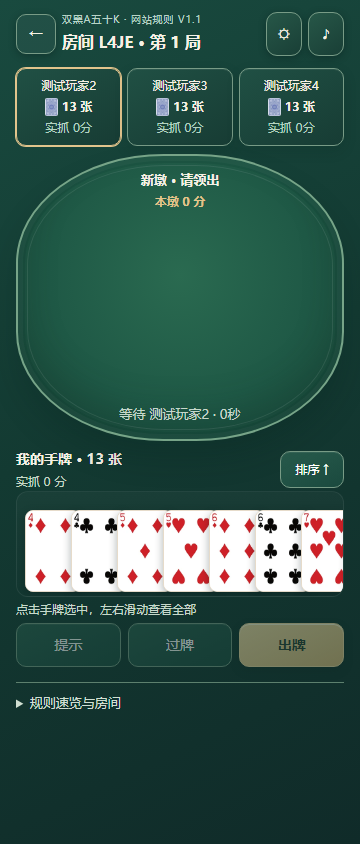 ←
双黑A五十K · 网站规则 V1.1
房间 L4JE • 第 1 局
⚙
♪
测试玩家2
13 张
实抓 0分
测试玩家3
13 张
实抓 0分
测试玩家4
13 张
实抓 0分
新墩 • 请领出
本墩 0 分
等待 测试玩家2 · 0秒
我的手牌 • 13 张
实抓 0 分
排序↑
4 4 5 5 6 6 7
点击手牌选中，左右滑动查看全部
提示
过牌
出牌
▶ 规则速览与房间